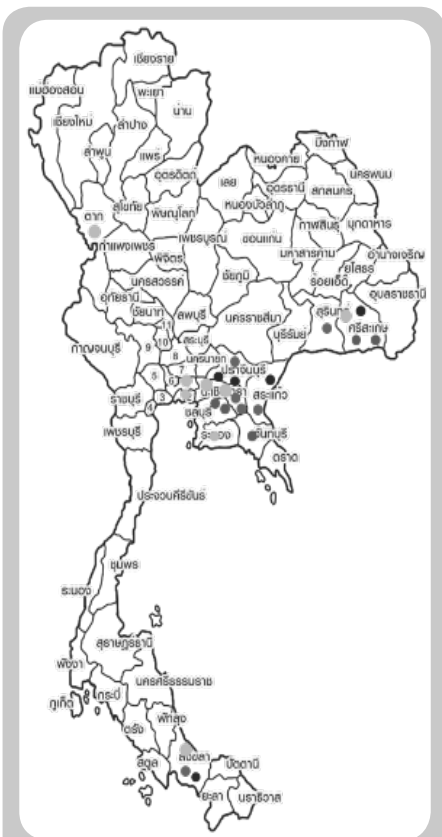 เชียงราย
แม่ฮ่องสอน
พะเยา
เชียงใหม่
น่าน
ลำปาง
ลำพูน
แพร่
บึงกาฬ
หนองคาย
อุตรดิตถ์
เลย
นครพนม
อุดรธานี
สกลนคร
สุโขทัย
หนองบัวลำภู
ตาก
พิษณุโลก
กาฬสินธุ์
มุกดาหาร
กำแพงเพชร
เพชรบูรณ์
ขอนแก่น
พิจิตร
มหาสารคาม
อำนาจเจริญ
ชัยภูมิ
ยโสธร
ร้อยเอ็ด
นครสวรรค์
อุบลราชธานี
อุทัยธานี
ชัยนาท
ลพบุรี
นครราชสีมา
บุรีรัมย์
สุรินทร์
ศรีสะเกษ
11
สระบุรี
กาญจนบุรี
9
10
8
นครนายก
ปราจีนบุรี
7
5
6
สระแก้ว
ราชบุรี
3
4
ชลบุรี
เพชรบุรี
ระยอง
จันทบุรี
ตราด
ประจวบคีรีขันธ์
ชุมพร
ระนอง
สุราษฎร์ธานี
พังงา
นครศรีธรรมราช
ภูเก็ต
กระบี่
ตรัง
พัทลุง
สตูล
สงขลา
ปัตตานี
ยะลา
นราธิวาส